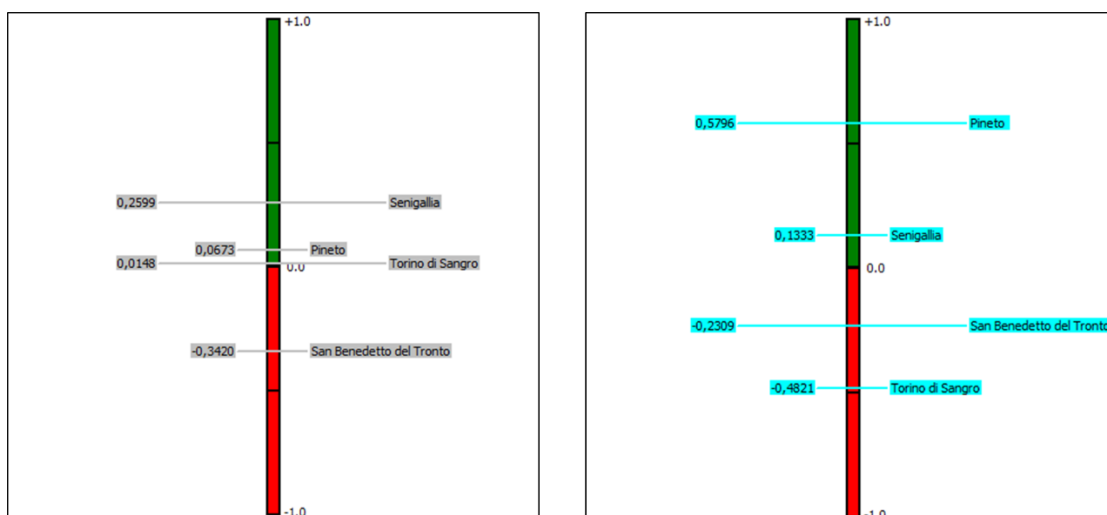 +1.0
0,2599 Senigallia
0,0673 Pineto
0,0148 Torino di Sangro
0.0
-0,3420 San Benedetto del Tronto
-1.0
+1.0
0,5796 Pineto
0,1333 Senigallia
0.0
-0,2309 San Benedetto del Tronto
-0,4821 Torino di Sangro
-1.0